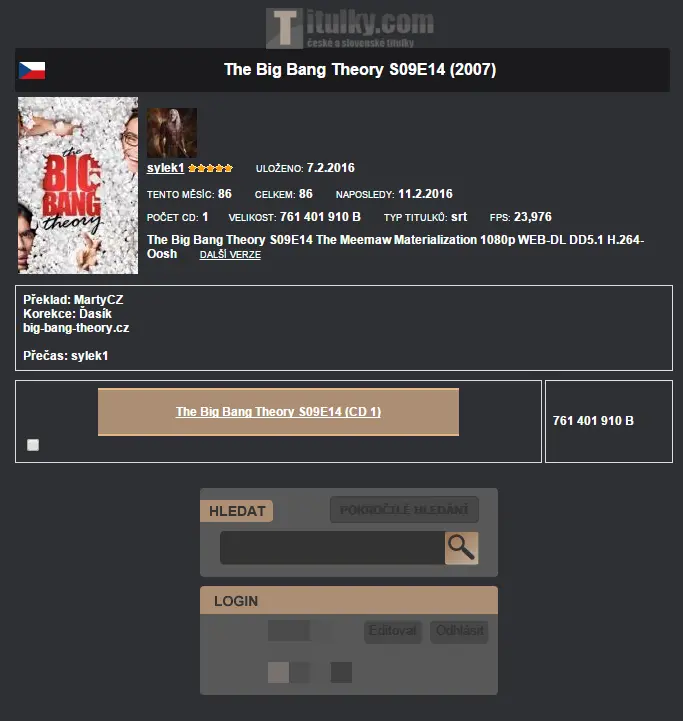 Titulky.com
české a slovenské titulky
The Big Bang Theory S09E14 (2007)
the
BIG
BANG
theory
sylek1 ULOŽENO: 7.2.2016
TENTO MĚSÍC: 86 CELKEM: 86 NAPOSLEDY: 11.2.2016
POČET CD: 1 VELIKOST: 761 401 910 B TYP TITULKŮ: srt FPS: 23,976
The Big Bang Theory S09E14 The Meemaw Materialization 1080p WEB-DL DD5.1 H.264-
Oosh DALŠÍ VERZE
Překlad: MartyCZ
Korekce: Ďasík
big-bang-theory.cz
Přečas: sylek1
The Big Bang Theory S09E14 (CD 1)
761 401 910 B
HLEDAT POKROČILÉ HLEDÁNÍ
LOGIN
Editovat Odhlásit